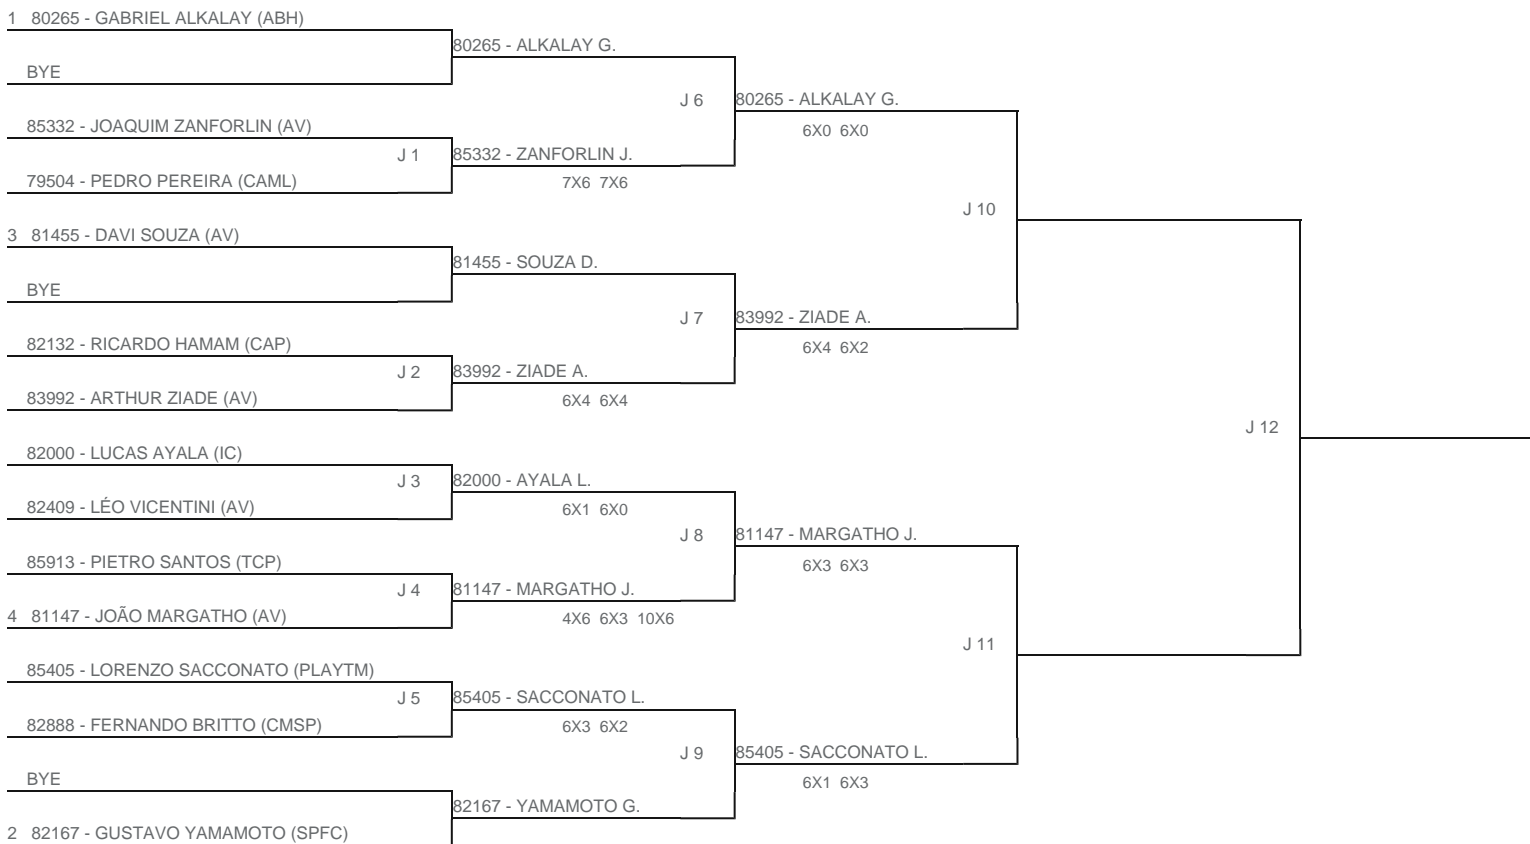 1 80265 - GABRIEL ALKALAY (ABH)
80265 - ALKALAY G.
BYE
J 6
80265 - ALKALAY G.
6X0 6X0
85332 - JOAQUIM ZANFORLIN (AV)
J 1
85332 - ZANFORLIN J.
7X6 7X6
79504 - PEDRO PEREIRA (CAML)
J 10
3 81455 - DAVI SOUZA (AV)
81455 - SOUZA D.
BYE
J 7
83992 - ZIADE A.
6X4 6X2
82132 - RICARDO HAMAM (CAP)
J 2
83992 - ZIADE A.
6X4 6X4
83992 - ARTHUR ZIADE (AV)
J 12
82000 - LUCAS AYALA (IC)
J 3
82000 - AYALA L.
6X1 6X0
82409 - LÉO VICENTINI (AV)
J 8
81147 - MARGATHO J.
6X3 6X3
85913 - PIETRO SANTOS (TCP)
J 4
81147 - MARGATHO J.
4X6 6X3 10X6
4 81147 - JOÃO MARGATHO (AV)
J 11
85405 - LORENZO SACCONATO (PLAYTM)
J 5
85405 - SACCONATO L.
6X3 6X2
82888 - FERNANDO BRITTO (CMSP)
J 9
85405 - SACCONATO L.
6X1 6X3
BYE
82167 - YAMAMOTO G.
2 82167 - GUSTAVO YAMAMOTO (SPFC)